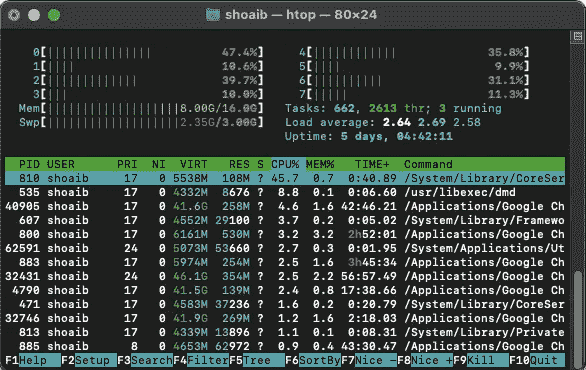 shoaib — htop — 80×24
0[|||||||||||||||| 47.4%] 4[||||||||||||| 35.8%]
1[|||| 10.6%] 5[|||| 9.9%]
2[||||||||||||| 39.7%] 6[||||||||||| 31.1%]
3[||| 10.0%] 7[|||| 11.3%]
Mem[||||||||||||||||||||8.00G/16.0G] Tasks: 662, 2613 thr; 3 running
Swp[||||||||||||||||||||2.35G/3.00G] Load average: 2.64 2.69 2.58
Uptime: 5 days, 04:42:11
PID USER PRI NI VIRT RES S CPU% MEM% TIME+ Command
810 shoaib 17 0 5538M 108M ? 45.7 0.7 0:40.89 /System/Library/CoreSer
535 shoaib 17 0 4332M 8676 ? 8.8 0.1 0:06.60 /usr/libexec/dmd
40905 shoaib 17 0 41.6G 258M ? 4.6 1.6 42:46.21 /Applications/Google Ch
607 shoaib 17 0 4552M 29100 ? 3.7 0.2 0:05.02 /System/Library/Framewo
800 shoaib 17 0 6161M 530M ? 3.2 3.2 2h52:01 /Applications/Google Ch
62591 shoaib 24 0 5073M 53660 ? 2.7 0.3 0:01.95 /System/Applications/Ut
883 shoaib 17 0 5974M 254M ? 2.5 1.6 3h45:34 /Applications/Google Ch
32431 shoaib 24 0 46.1G 354M ? 2.5 2.2 56:57.49 /Applications/Google Ch
4790 shoaib 17 0 41.5G 139M ? 2.4 0.8 17:38.66 /Applications/Google Ch
471 shoaib 17 0 4583M 37236 ? 1.6 0.2 0:20.79 /System/Library/CoreSer
32746 shoaib 17 0 41.9G 269M ? 1.2 1.6 2:18.03 /Applications/Google Ch
813 shoaib 17 0 4339M 13896 ? 1.1 0.1 0:08.31 /System/Library/Private
885 shoaib 8 0 4653M 62972 ? 0.9 0.4 43:30.47 /Applications/Google Ch
F1Help F2Setup F3SearchF4FilterF5Tree F6SortByF7Nice -F8Nice +F9Kill F10Quit